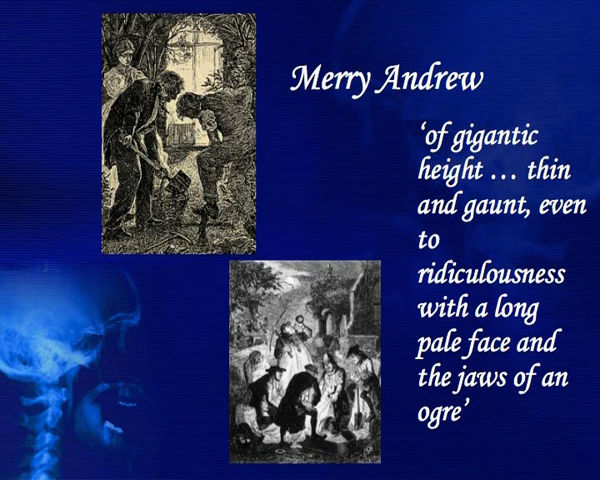 Merry Andrew
‘of gigantic
height … thin
and gaunt, even
to
ridiculousness
with a long
pale face and
the jaws of an
ogre’